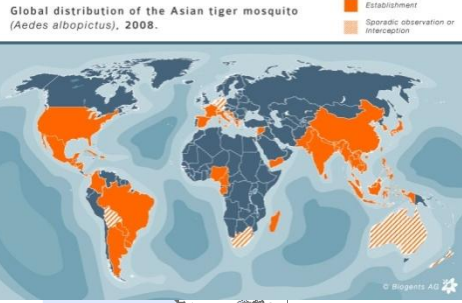 Global distribution of the Asian tiger mosquito
(Aedes albopictus), 2008.
Establishment
Sporadic observation or
Interception
© Biogents AG